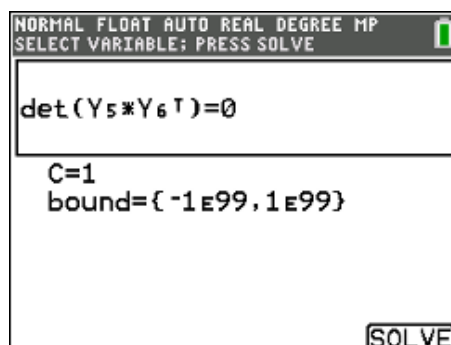 NORMAL FLOAT AUTO REAL DEGREE MP
SELECT VARIABLE; PRESS SOLVE
det(Y₅*Y₆ᵀ)=0
C=1
bound={-1ᴇ99,1ᴇ99}
SOLVE